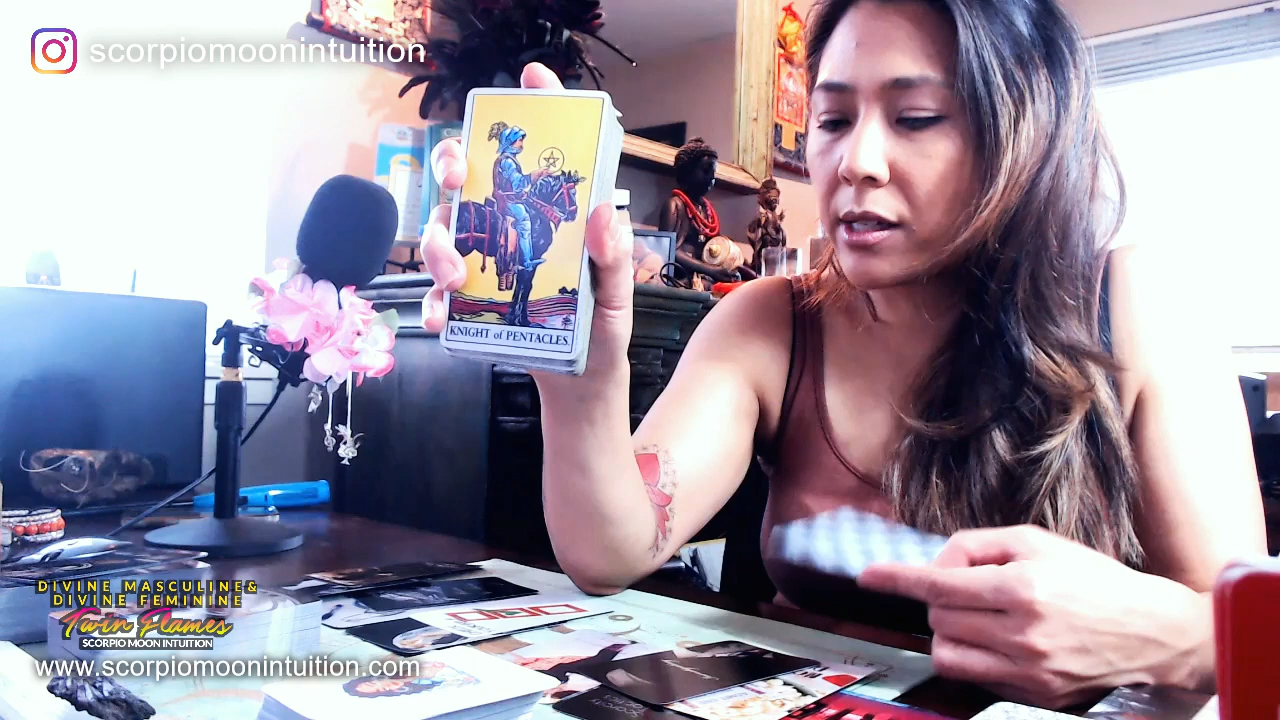 scorpiomoonintuition
KNIGHT of PENTACLES
DIVINE MASCULINE &
DIVINE FEMININE
Twin Flames
SCORPIO MOON INTUITION
www.scorpiomoonintuition.com